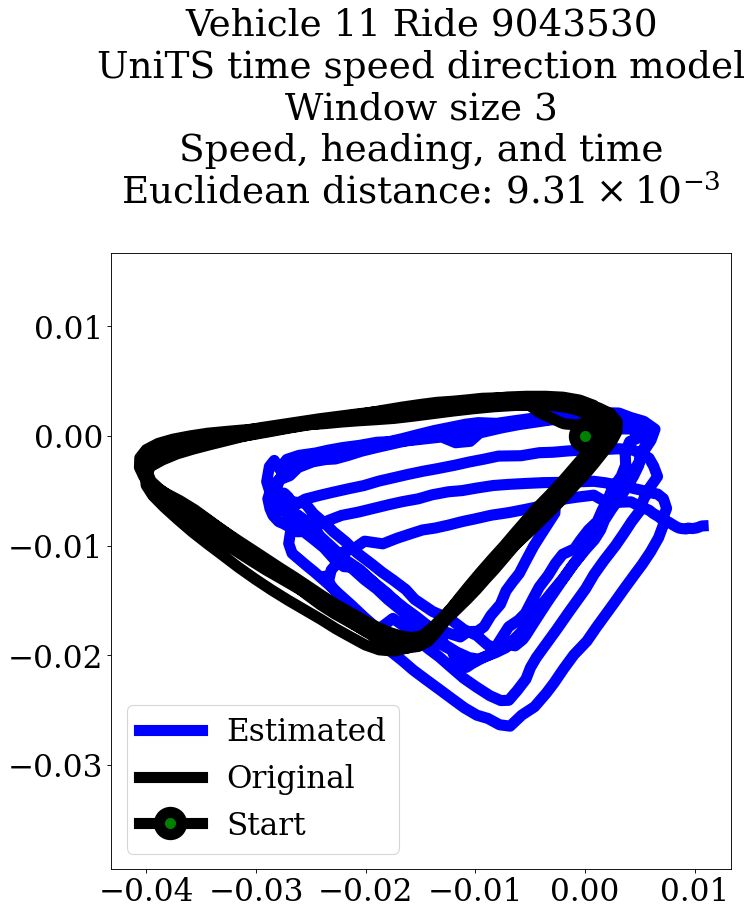 Vehicle 11 Ride 9043530
UniTS time speed direction model
Window size 3
Speed, heading, and time
Euclidean distance: 9.31 × 10⁻³
0.01
0.00
−0.01
−0.02
−0.03
Estimated
Original
Start
−0.04 −0.03 −0.02 −0.01 0.00 0.01